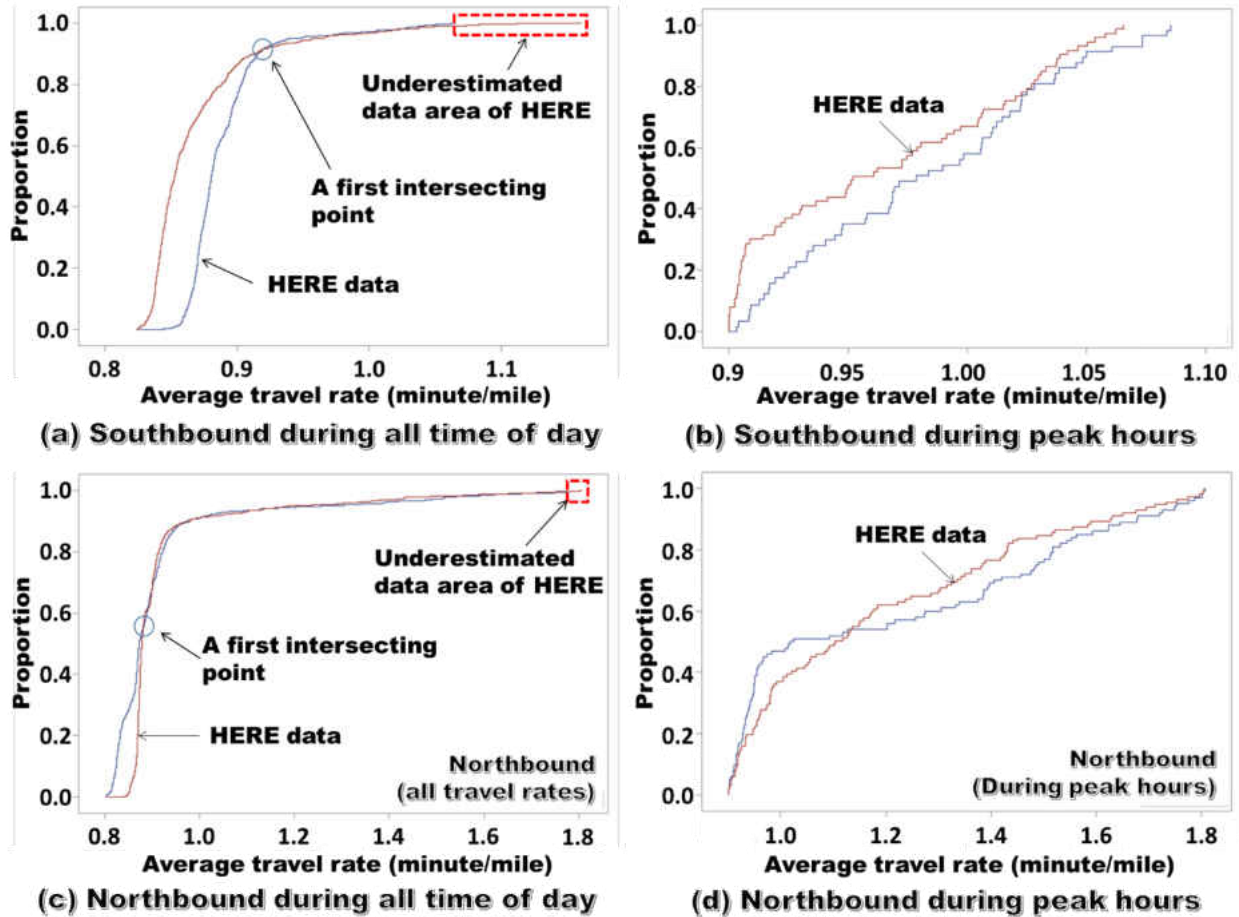 1.0
0.8
0.6
0.4
0.2
0.0
Proportion
Underestimated
data area of HERE
A first intersecting
point
HERE data
0.8 0.9 1.0 1.1
Average travel rate (minute/mile)
(a) Southbound during all time of day
1.0
0.8
0.6
0.4
0.2
0.0
Proportion
HERE data
0.9 0.95 1.00 1.05 1.10
Average travel rate (minute/mile)
(b) Southbound during peak hours
1.0
0.8
0.6
0.4
0.2
0.0
Proportion
Underestimated
data area of HERE
A first intersecting
point
HERE data
Northbound
(all travel rates)
0.8 1.0 1.2 1.4 1.6 1.8
Average travel rate (minute/mile)
(c) Northbound during all time of day
1.0
0.8
0.6
0.4
0.2
0.0
Proportion
HERE data
Northbound
(During peak hours)
1.0 1.2 1.4 1.6 1.8
Average travel rate (minute/mile)
(d) Northbound during peak hours